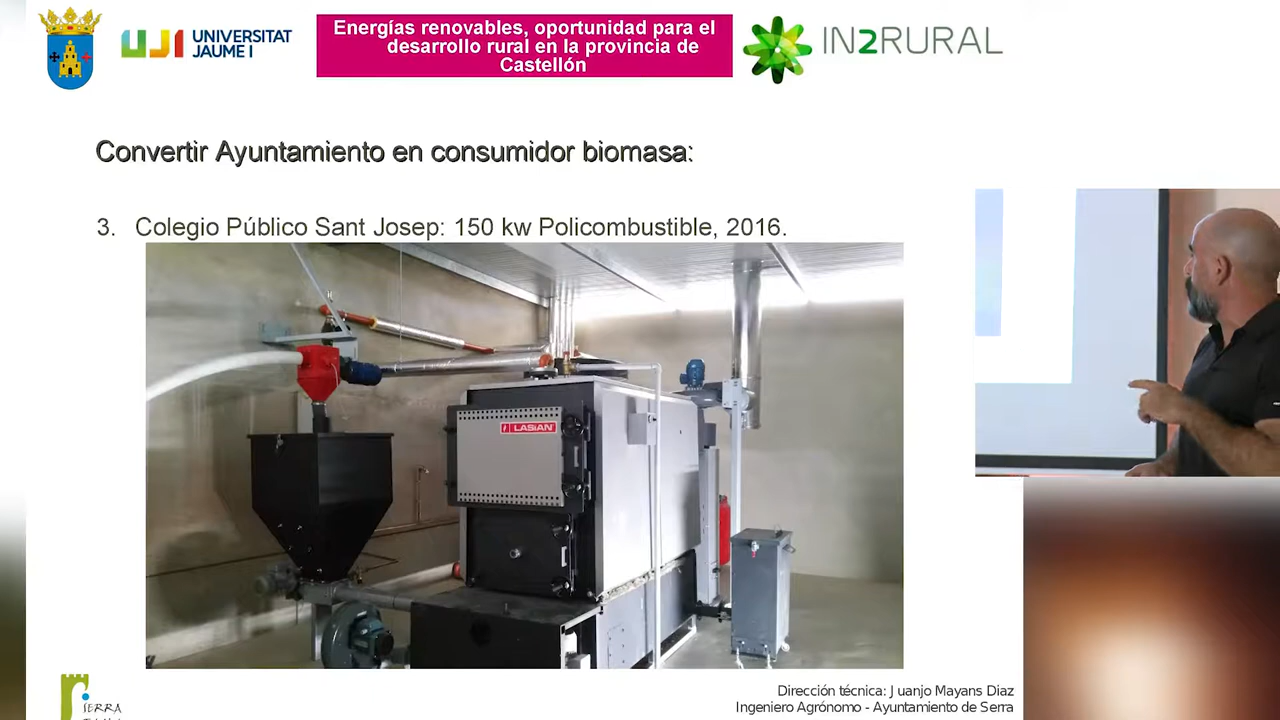 UJI UNIVERSITAT
JAUME I
Energías renovables, oportunidad para el
desarrollo rural en la provincia de
Castellón
IN2RURAL
Convertir Ayuntamiento en consumidor biomasa:
3. Colegio Público Sant Josep: 150 kw Policombustible, 2016.
LASIAN
SERRA
Dirección técnica: Juanjo Mayans Diaz
Ingeniero Agrónomo - Ayuntamiento de Serra